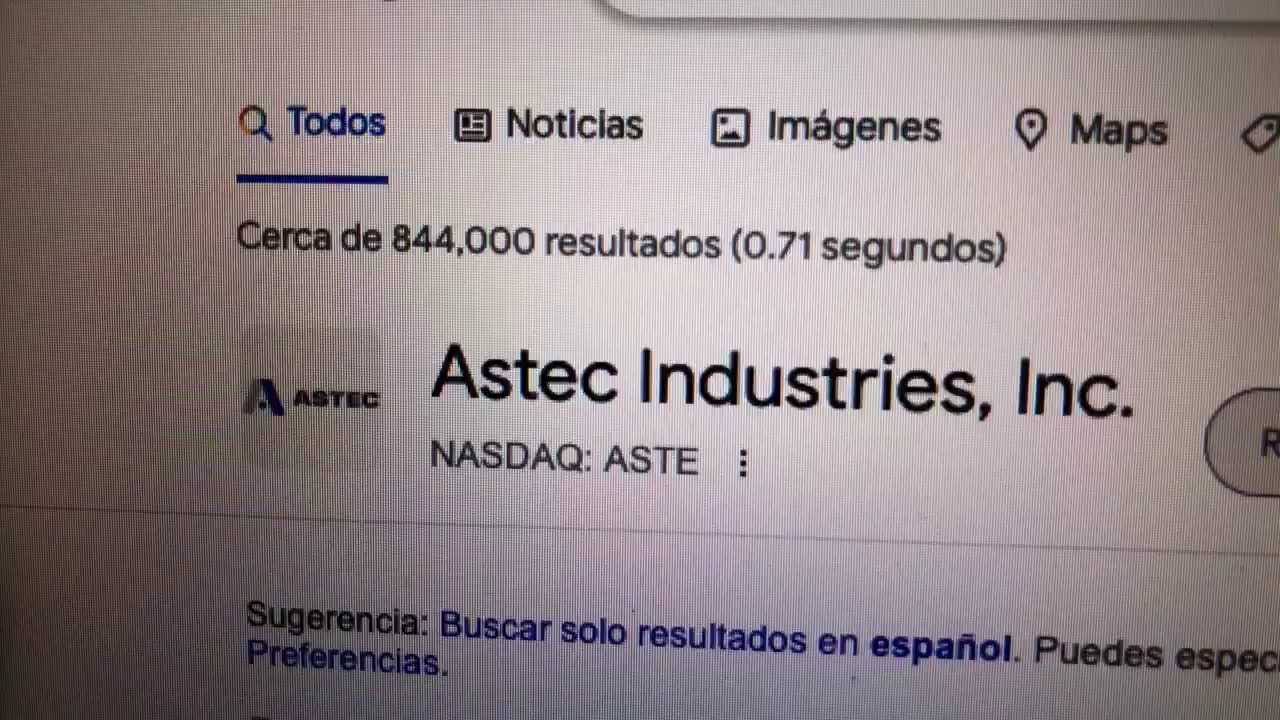 Todos Noticias Imágenes Maps
Cerca de 844,000 resultados (0.71 segundos)
Astec Industries, Inc.
ASTEC
NASDAQ: ASTE
R
Sugerencia: Buscar solo resultados en español. Puedes espec
Preferencias.